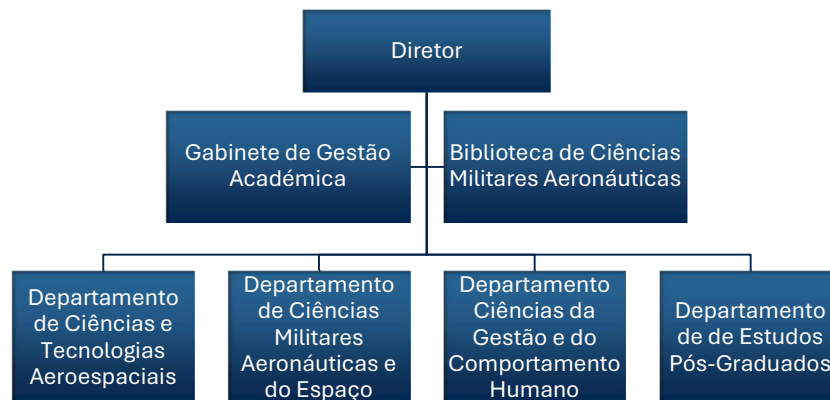 Diretor
Gabinete de Gestão
Académica
Biblioteca de Ciências
Militares Aeronáuticas
Departamento
de Ciências e
Tecnologias
Aeroespaciais
Departamento
de Ciências
Militares
Aeronáuticas e
do Espaço
Departamento
Ciências da
Gestão e do
Comportamento
Humano
Departamento
de de Estudos
Pós-Graduados